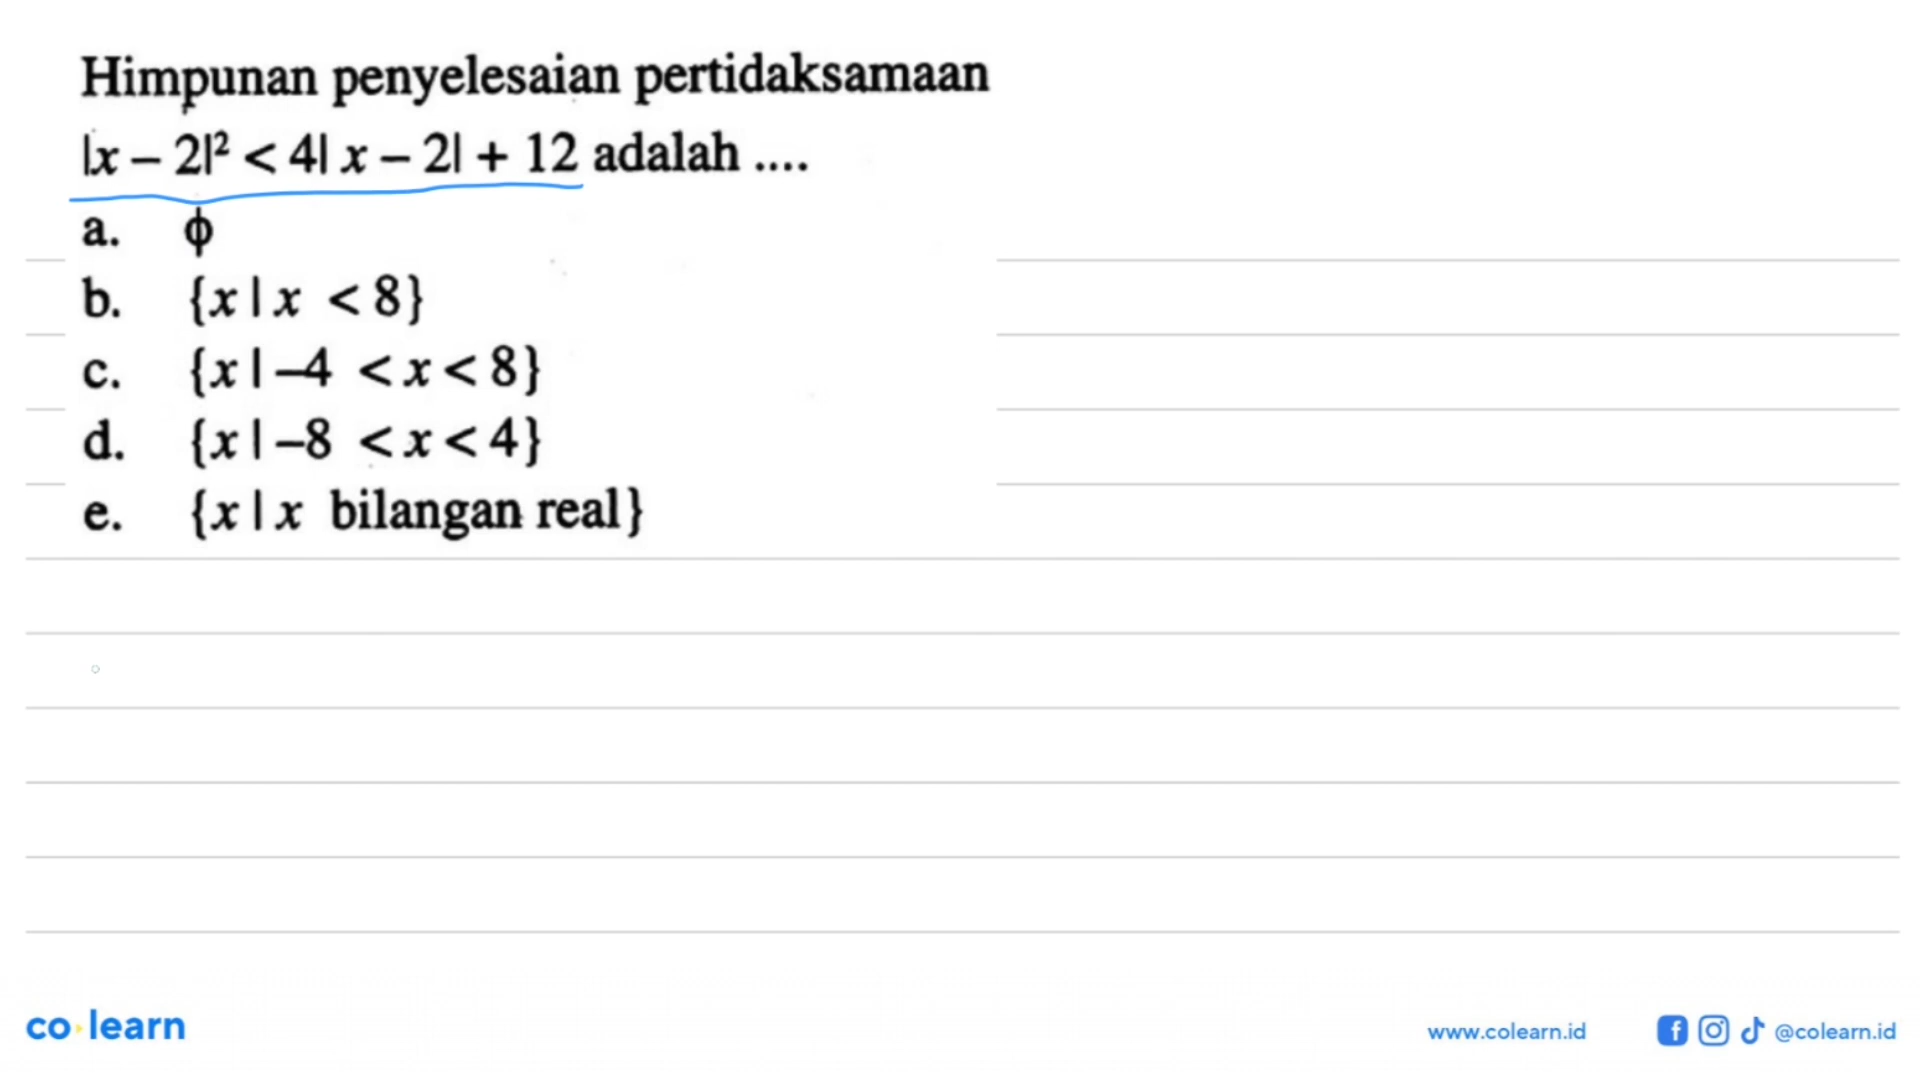 Himpunan penyelesaian pertidaksamaan
|x – 2|² < 4| x – 2| + 12 adalah ....
a. ϕ
b. {x | x < 8}
c. {x | –4 < x < 8}
d. {x | –8 < x < 4}
e. {x | x bilangan real}
co learn
www.colearn.id
@colearn.id